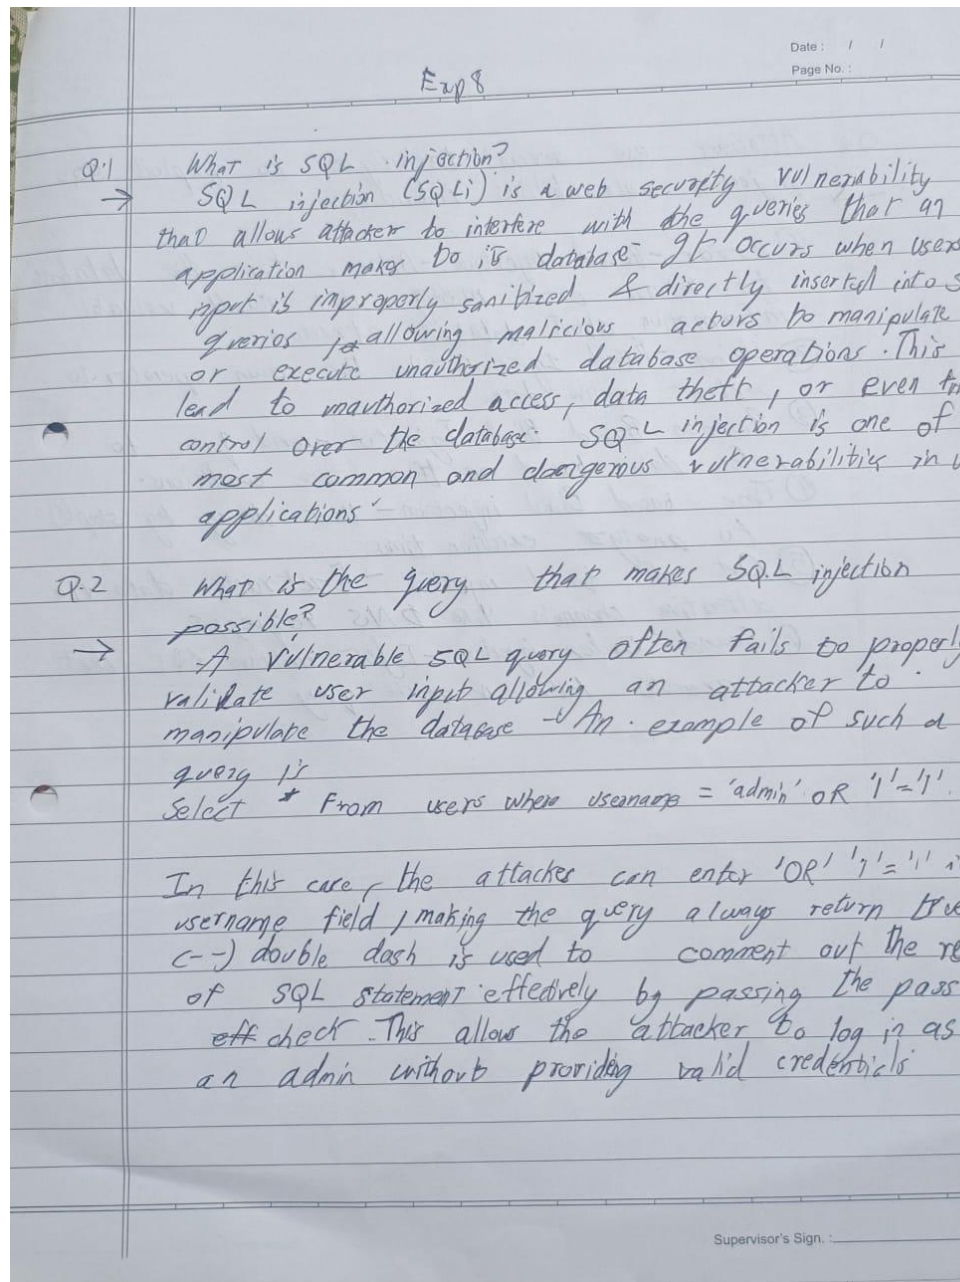 Date : / /
Page No. :
Exp 8
Q.1 What is SQL injection?
→ SQL injection (SQLi) is a web security vulnerability
that allows attacker to interfere with the queries that an
application makes to its database. It occurs when user
input is improperly sanitized & directly inserted into S
queries, allowing malicious actors to manipulate
or execute unauthorized database operations. This
lead to unauthorized access, data theft, or even
control over the database. SQL injection is one of
most common and dangerous vulnerabilities in
applications
Q.2 What is the query that makes SQL injection
possible?
→ A vulnerable SQL query often fails to properl
validate user input allowing an attacker to
manipulate the database - An example of such a
query is
Select * From users where username = 'admin' OR '1'='1'.
In this case, the attacker can enter 'OR' '1'='1' i
username field, making the query always return true
(--) double dash is used to comment out the re
of SQL statement effectively by passing the pass
check. This allow the attacker to log in as
an admin without providing valid credentials
Supervisor's Sign. :